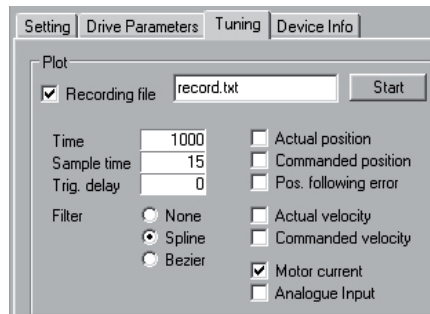 Setting Drive Parameters Tuning Device Info
Plot
Recording file record.txt Start
Time 1000 Actual position
Sample time 15 Commanded position
Trig. delay 0 Pos. following error
Filter None Actual velocity
Spline Commanded velocity
Bezier
Motor current
Analogue Input